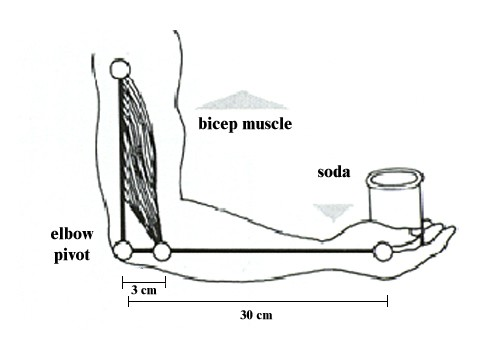 bicep muscle
soda
elbow
pivot
3 cm
30 cm